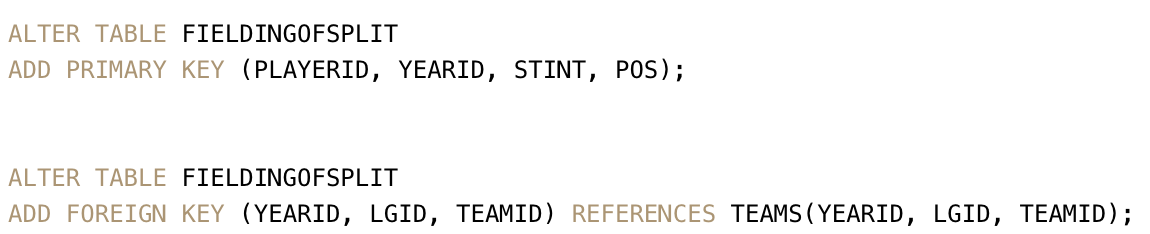 ALTER TABLE FIELDINGOFSPLIT
ADD PRIMARY KEY (PLAYERID, YEARID, STINT, POS);
ALTER TABLE FIELDINGOFSPLIT
ADD FOREIGN KEY (YEARID, LGID, TEAMID) REFERENCES TEAMS(YEARID, LGID, TEAMID);